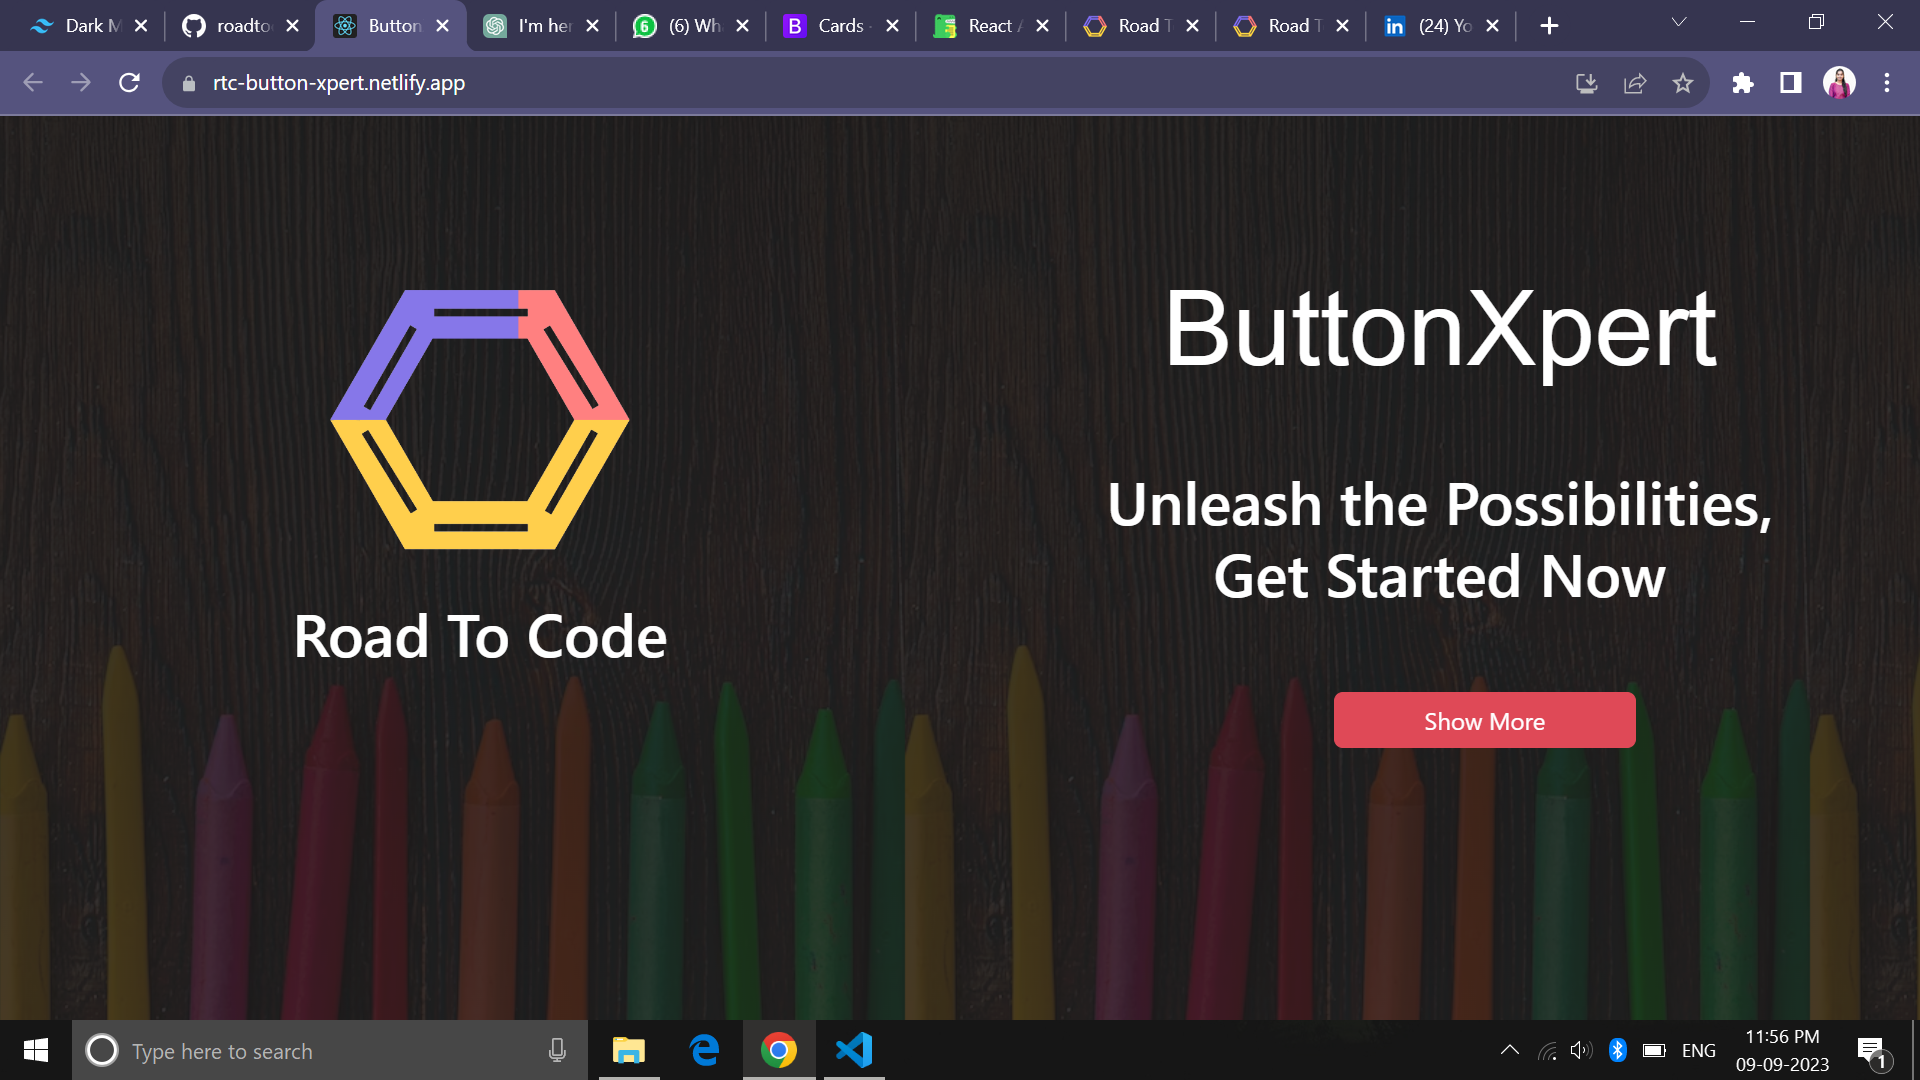 Dark M
roadto
Button
I'm her
(6) Wh
Cards -
React A
Road T
Road T
(24) Yo
rtc-button-xpert.netlify.app
Road To Code
ButtonXpert
Unleash the Possibilities,
Get Started Now
Show More
Type here to search
ENG
11:56 PM
09-09-2023
1